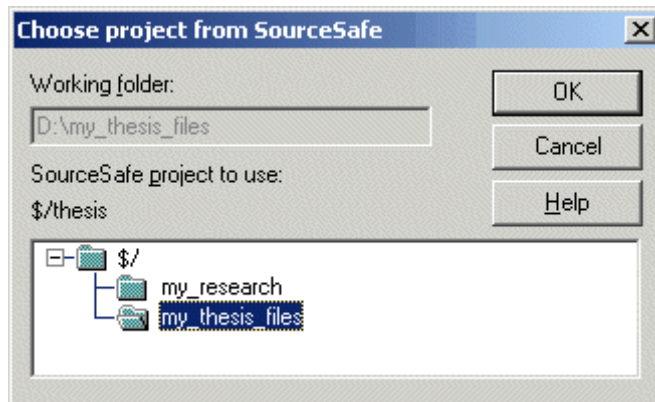 Choose project from SourceSafe
Working folder:
D:\my_thesis_files
SourceSafe project to use:
$/thesis
OK
Cancel
Help
$/
my_research
my_thesis_files